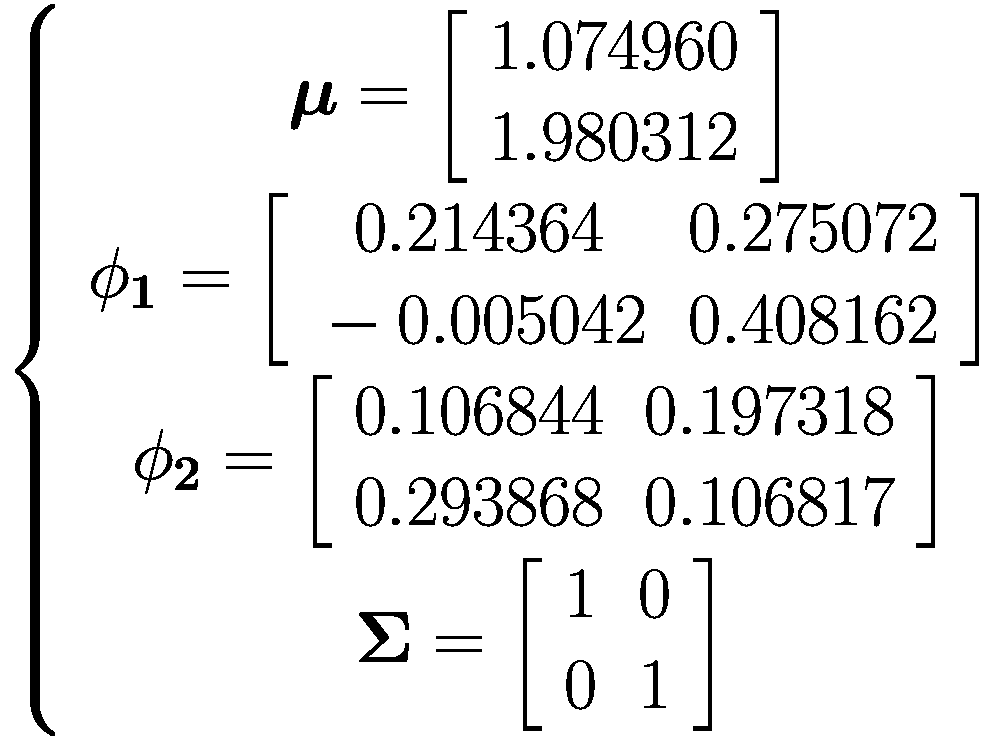 μ = [ 1.074960
1.980312 ]
ϕ₁ = [ 0.214364 0.275072
− 0.005042 0.408162 ]
ϕ₂ = [ 0.106844 0.197318
0.293868 0.106817 ]
Σ = [ 1 0
0 1 ]